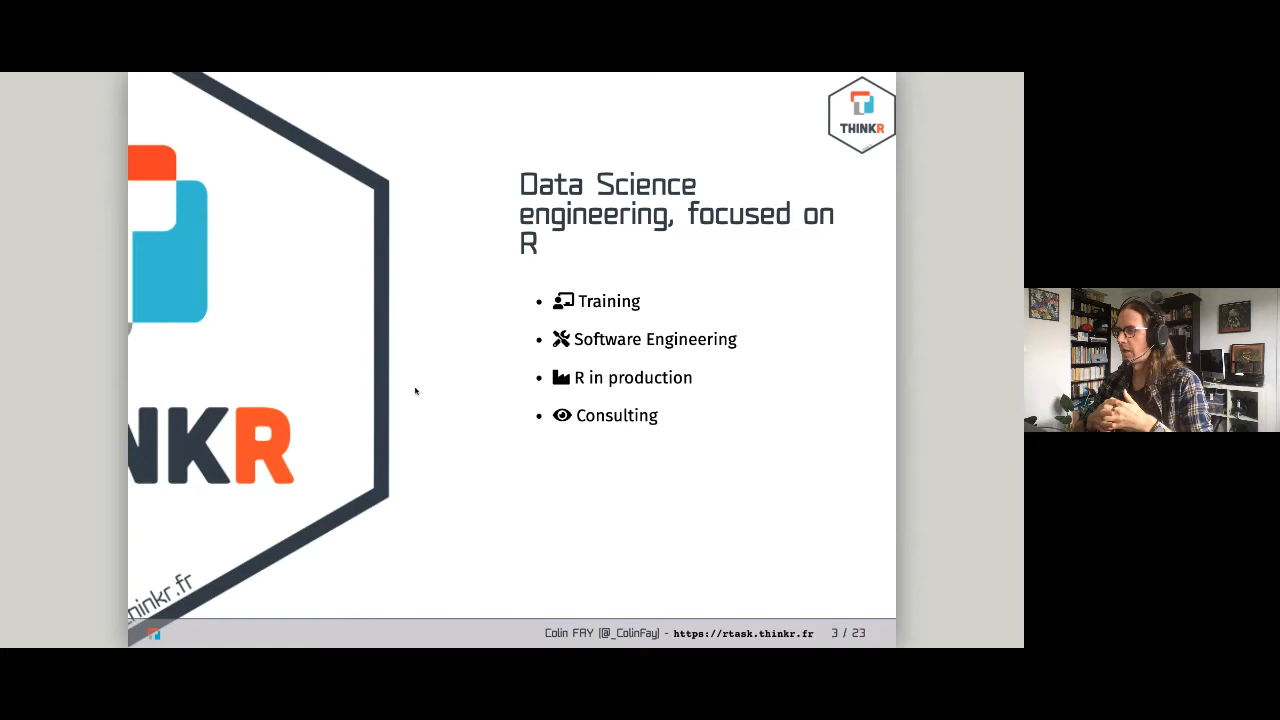 THINKR
Data Science
engineering, focused on
R
Training
Software Engineering
R in production
Consulting
NKR
hinkr.fr
Colin FAY (@_ColinFay) - https://rtask.thinkr.fr 3 / 23